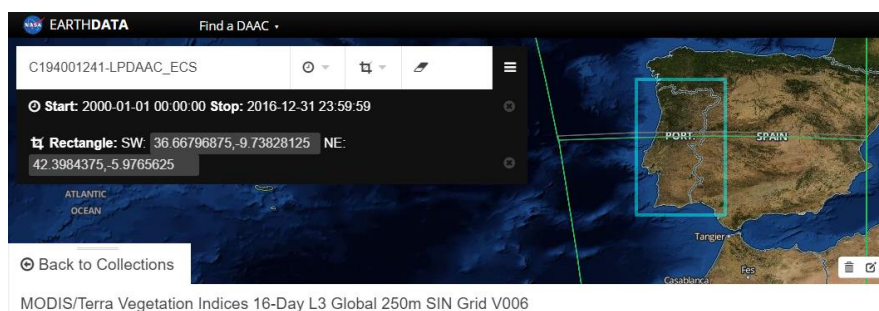 NASA
EARTHDATA Find a DAAC
C194001241-LPDAAC_ECS
Start: 2000-01-01 00:00:00 Stop: 2016-12-31 23:59:59
Rectangle: SW: 36.66796875,-9.73828125 NE:
42.3984375,-5.9765625
PORT. SPAIN
ATLANTIC
OCEAN
Tangier
Fes
Casablanca
Back to Collections
MODIS/Terra Vegetation Indices 16-Day L3 Global 250m SIN Grid V006